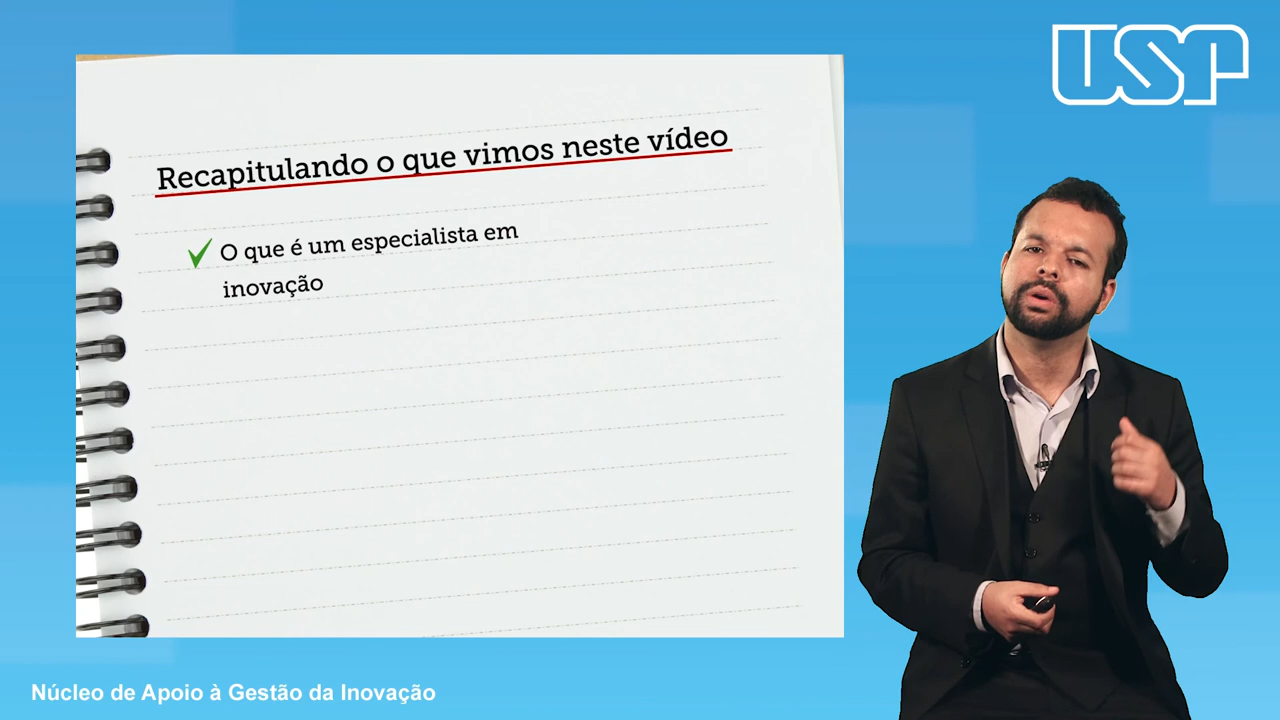 USP
Recapitulando o que vimos neste vídeo
O que é um especialista em
inovação
Núcleo de Apoio à Gestão da Inovação